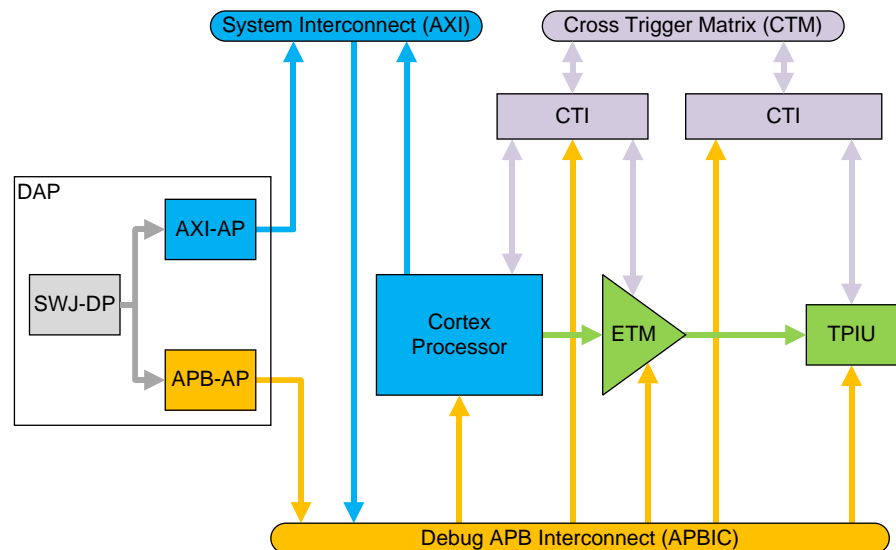 System Interconnect (AXI)
Cross Trigger Matrix (CTM)
CTI
CTI
DAP
AXI-AP
SWJ-DP
APB-AP
Cortex
Processor
ETM
TPIU
Debug APB Interconnect (APBIC)